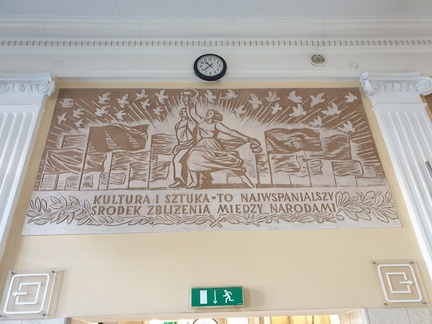 KULTURA I SZTUKA-TO NAJWSPANIALSZY
ŚRODEK ZBLIŻENIA MIĘDZY NARODAMI